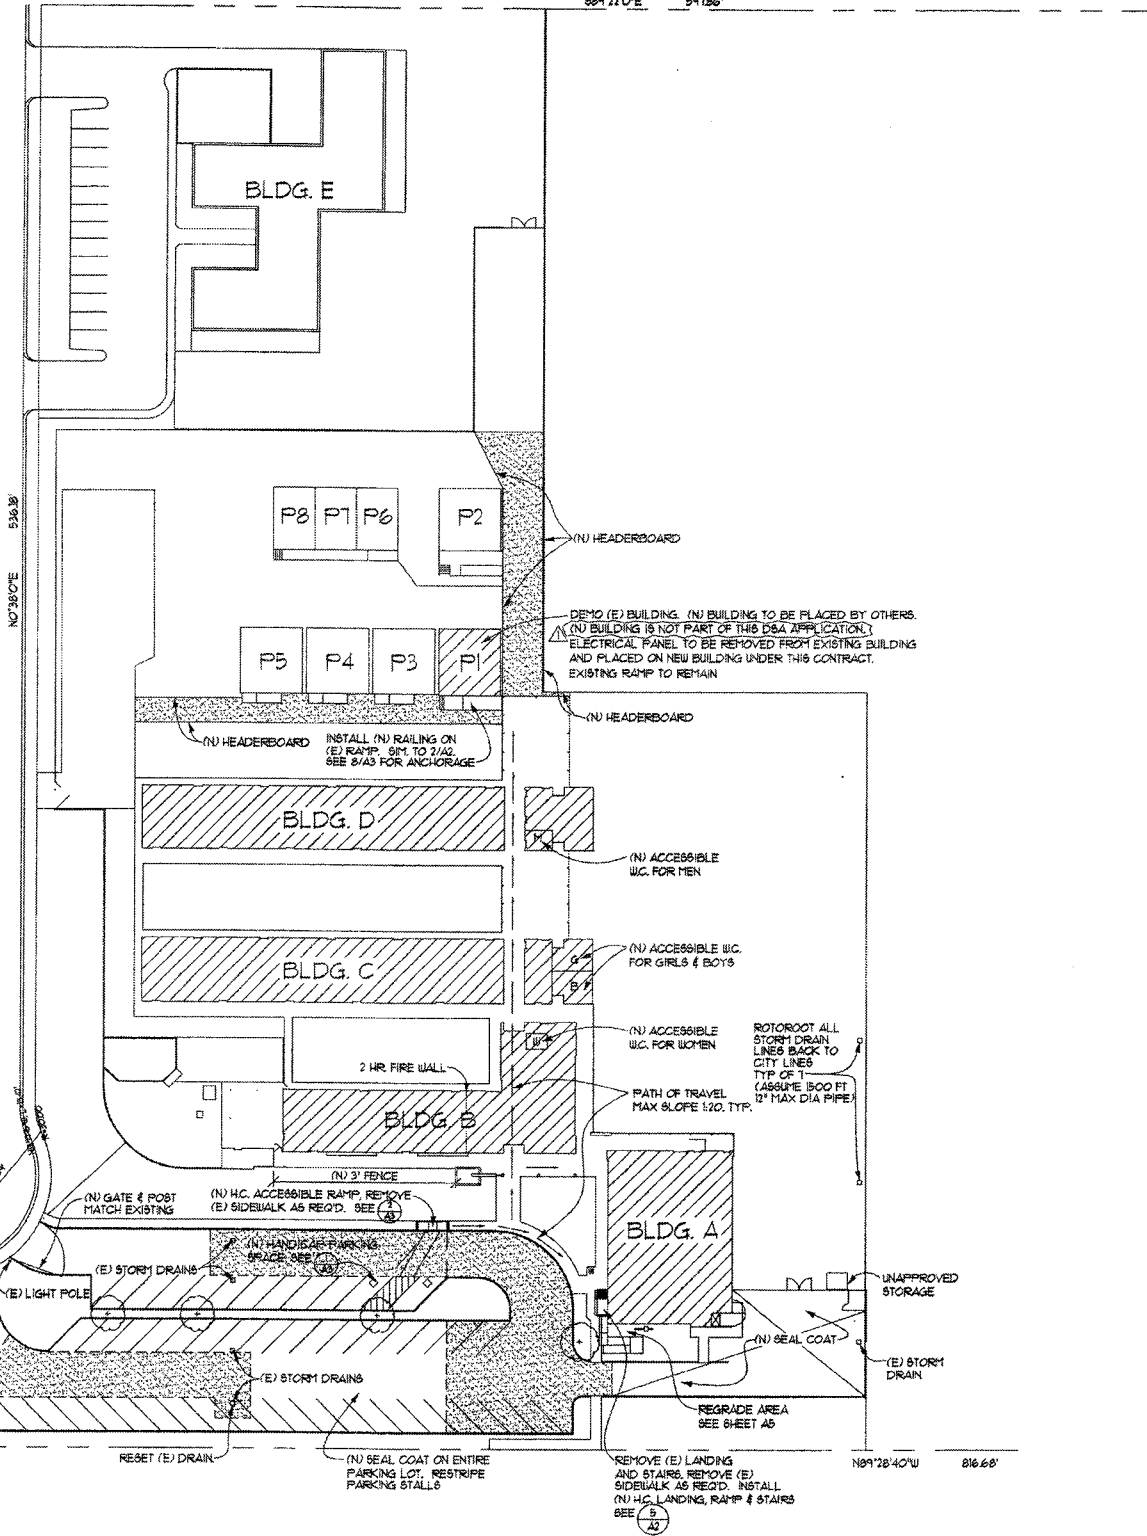 S89°22'0"E 597.86'
BLDG. E
N0°38'0"E 536.18'
P8
P7
P6
P2
(N) HEADERBOARD
DEMO (E) BUILDING. (N) BUILDING TO BE PLACED BY OTHERS.
(N) BUILDING IS NOT PART OF THIS DSA APPLICATION.
ELECTRICAL PANEL TO BE REMOVED FROM EXISTING BUILDING
AND PLACED ON NEW BUILDING UNDER THIS CONTRACT.
EXISTING RAMP TO REMAIN
P5
P4
P3
P1
(N) HEADERBOARD
(N) HEADERBOARD
INSTALL (N) RAILING ON
(E) RAMP. SIM. TO 2/A2.
SEE 8/A3 FOR ANCHORAGE
BLDG. D
M
(N) ACCESSIBLE
W.C. FOR MEN
BLDG. C
G
B
(N) ACCESSIBLE W.C.
FOR GIRLS & BOYS
W
(N) ACCESSIBLE
W.C. FOR WOMEN
ROTOROOT ALL
STORM DRAIN
LINES BACK TO
CITY LINES
TYP OF 7
(ASSUME 1500 FT
12" MAX DIA PIPE)
2 HR. FIRE WALL
PATH OF TRAVEL
MAX SLOPE 1:20. TYP.
BLDG. B
(N) 3' FENCE
(N) GATE & POST
MATCH EXISTING
(N) H.C. ACCESSIBLE RAMP, REMOVE
(E) SIDEWALK AS REQ'D. SEE
A3
BLDG. A
(N) HANDICAP PARKING
SPACE SEE
A3
(E) STORM DRAINS
(E) LIGHT POLE
UNAPPROVED
STORAGE
(N) SEAL COAT
(E) STORM
DRAIN
(E) STORM DRAINS
REGRADE AREA
SEE SHEET A5
RESET (E) DRAIN
(N) SEAL COAT ON ENTIRE
PARKING LOT. RESTRIPE
PARKING STALLS
REMOVE (E) LANDING
AND STAIRS. REMOVE (E)
SIDEWALK AS REQ'D. INSTALL
(N) H.C. LANDING, RAMP & STAIRS
SEE 5
A2
N89°28'40"W 816.68'